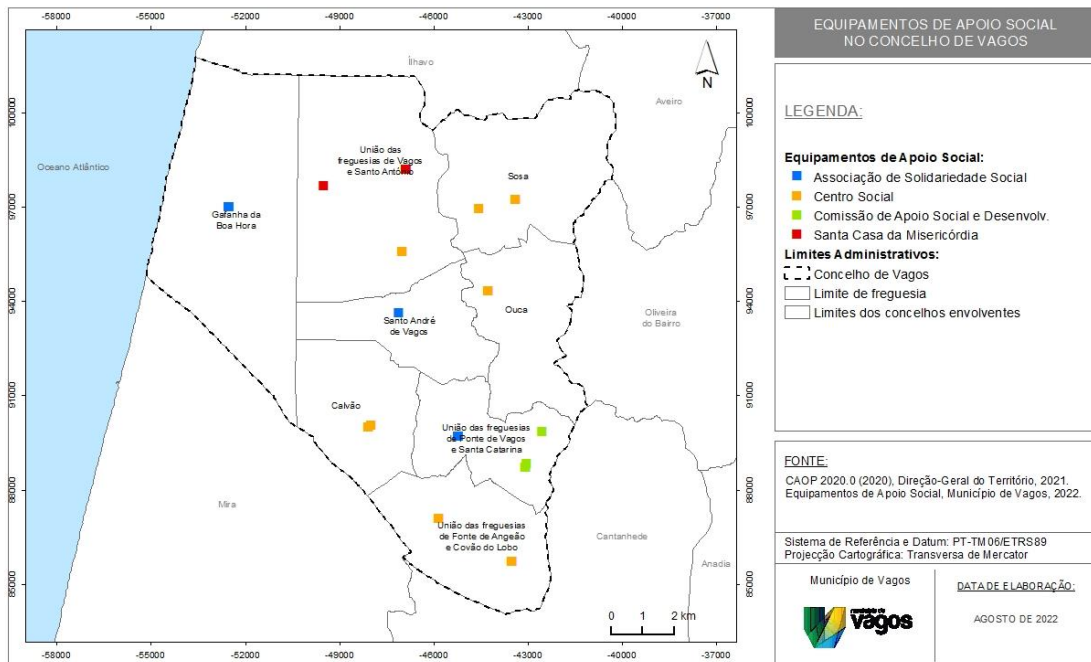 -58000 -55000 -52000 -49000 -46000 -43000 -40000 -37000
EQUIPAMENTOS DE APOIO SOCIAL
NO CONCELHO DE VAGOS
Ílhavo
N
Aveiro
100000
100000
LEGENDA:
União das
freguesias de Vagos
e Santo António
Oceano Atlântico
Sosa
Equipamentos de Apoio Social:
Associação de Solidariedade Social
Centro Social
Comissão de Apoio Social e Desenvolv.
Santa Casa da Misericórdia
Limites Administrativos:
Concelho de Vagos
Limite de freguesia
Limites dos concelhos envolventes
97000
97000
Gafanha da
Boa Hora
94000
94000
Ouca
Santo André
de Vagos
Oliveira
do Bairro
91000
91000
Calvão
União das freguesias
de Ponte de Vagos
e Santa Catarina
88000
88000
Mira
União das freguesias
de Fonte de Angeão
e Covão do Lobo
Cantanhede
Anadia
85000
85000
0 1 2 km
-58000 -55000 -52000 -49000 -46000 -43000 -40000 -37000
FONTE:
CAOP 2020.0 (2020), Direção-Geral do Território, 2021.
Equipamentos de Apoio Social, Município de Vagos, 2022.
Sistema de Referência e Datum: PT-TM06/ETRS89
Projecção Cartográfica: Transversa de Mercator
Município de Vagos
município de
vagos
DATA DE ELABORAÇÃO:
AGOSTO DE 2022